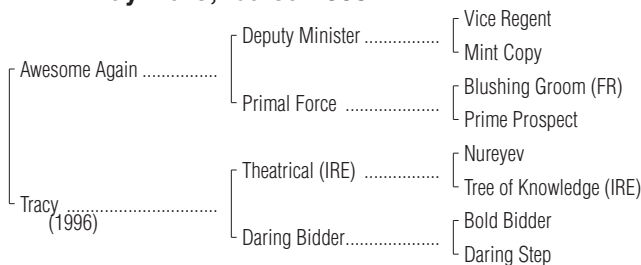 Vice Regent
Deputy Minister ..................
Mint Copy
Awesome Again ................
Blushing Groom (FR)
Primal Force ......................
Prime Prospect
Nureyev
Theatrical (IRE) ..................
Tree of Knowledge (IRE)
Tracy ................................
(1996)
Bold Bidder
Daring Bidder......................
Daring Step